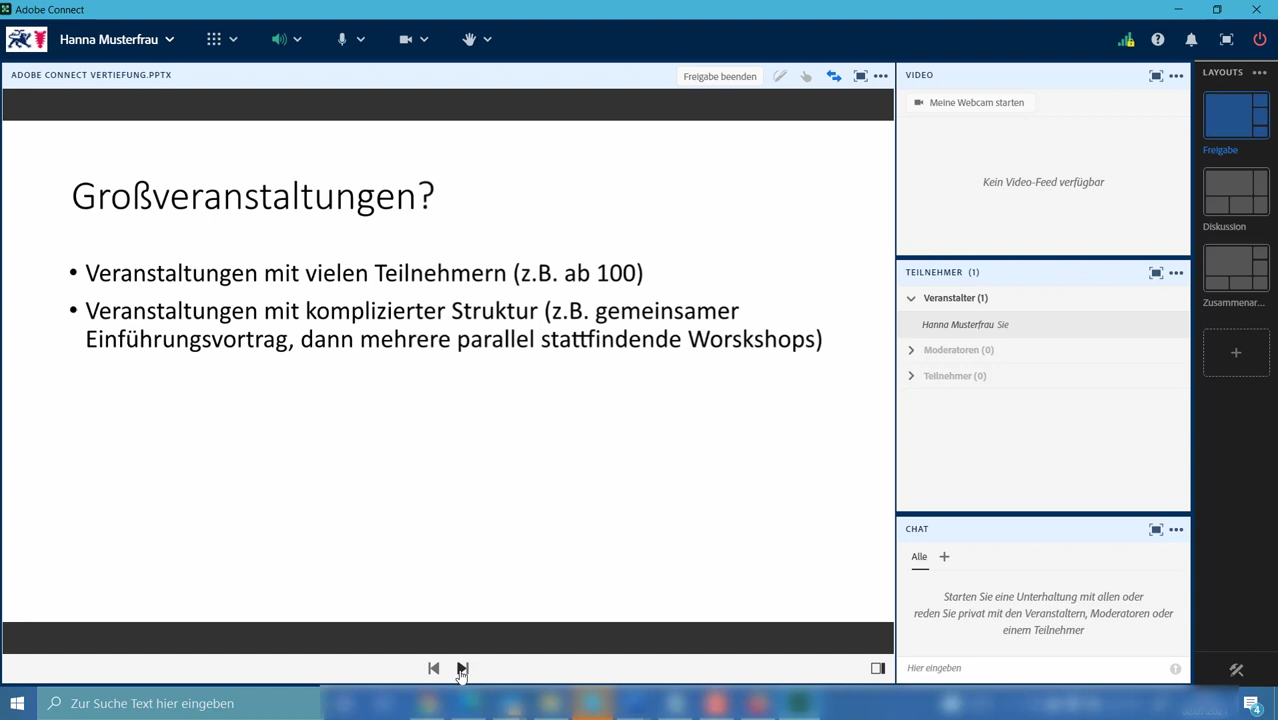 Adobe Connect
Hanna Musterfrau
ADOBE CONNECT VERTIEFUNG.PPTX
Freigabe beenden
Großveranstaltungen?
• Veranstaltungen mit vielen Teilnehmern (z.B. ab 100)
• Veranstaltungen mit komplizierter Struktur (z.B. gemeinsamer
Einführungsvortrag, dann mehrere parallel stattfindende Worskshops)
VIDEO
Meine Webcam starten
Kein Video-Feed verfügbar
TEILNEHMER (1)
Veranstalter (1)
Hanna Musterfrau Sie
Moderatoren (0)
Teilnehmer (0)
CHAT
Alle
Starten Sie eine Unterhaltung mit allen oder
reden Sie privat mit den Veranstaltern, Moderatoren oder
einem Teilnehmer
Hier eingeben
LAYOUTS
Freigabe
Diskussion
Zusammenar...
Zur Suche Text hier eingeben
4